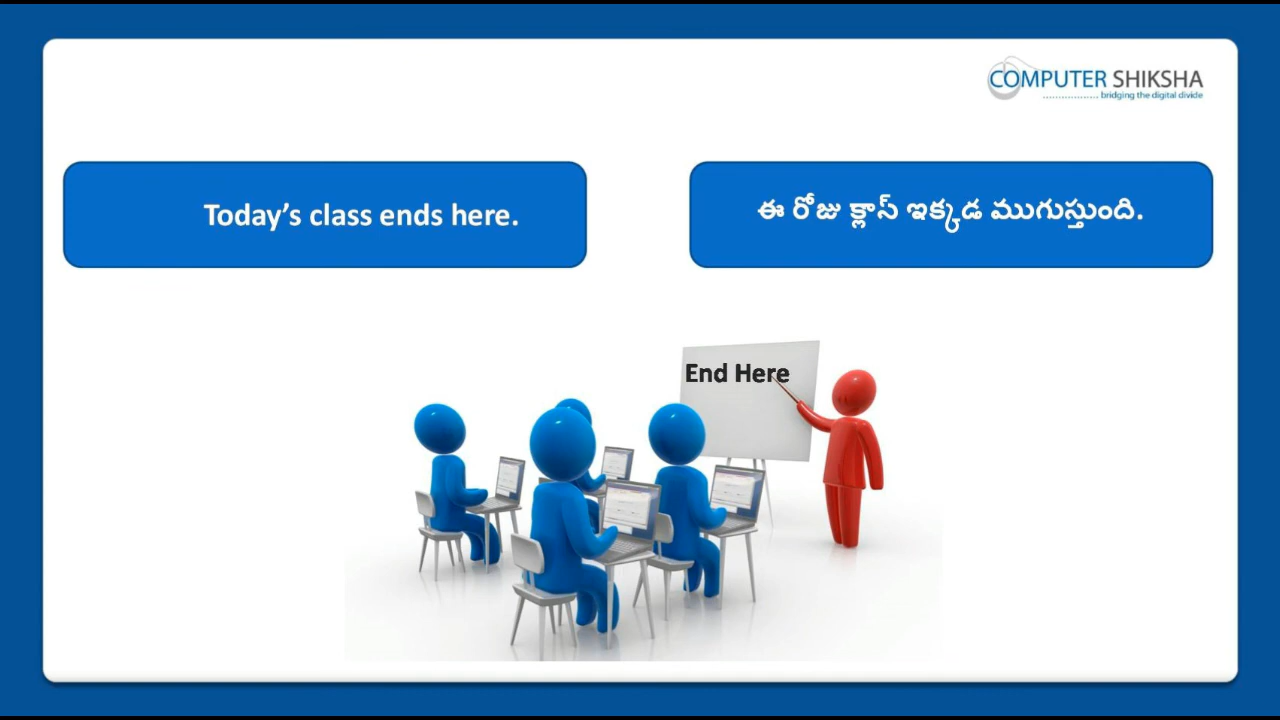 COMPUTER SHIKSHA
bridging the digital divide
Today’s class ends here.
ఈ రోజు క్లాస్ ఇక్కడ ముగుస్తుంది.
End Here